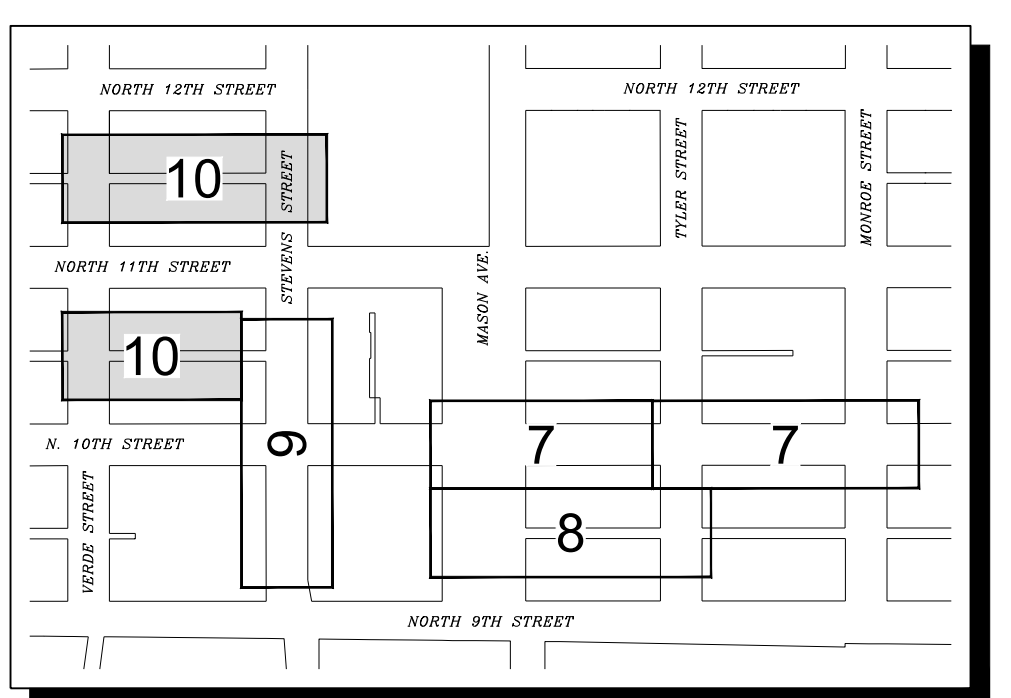 NORTH 12TH STREET
NORTH 12TH STREET
TYLER STREET
MONROE STREET
10
STEVENS STREET
NORTH 11TH STREET
MASON AVE.
10
N. 10TH STREET
9
7
7
8
VERDE STREET
NORTH 9TH STREET